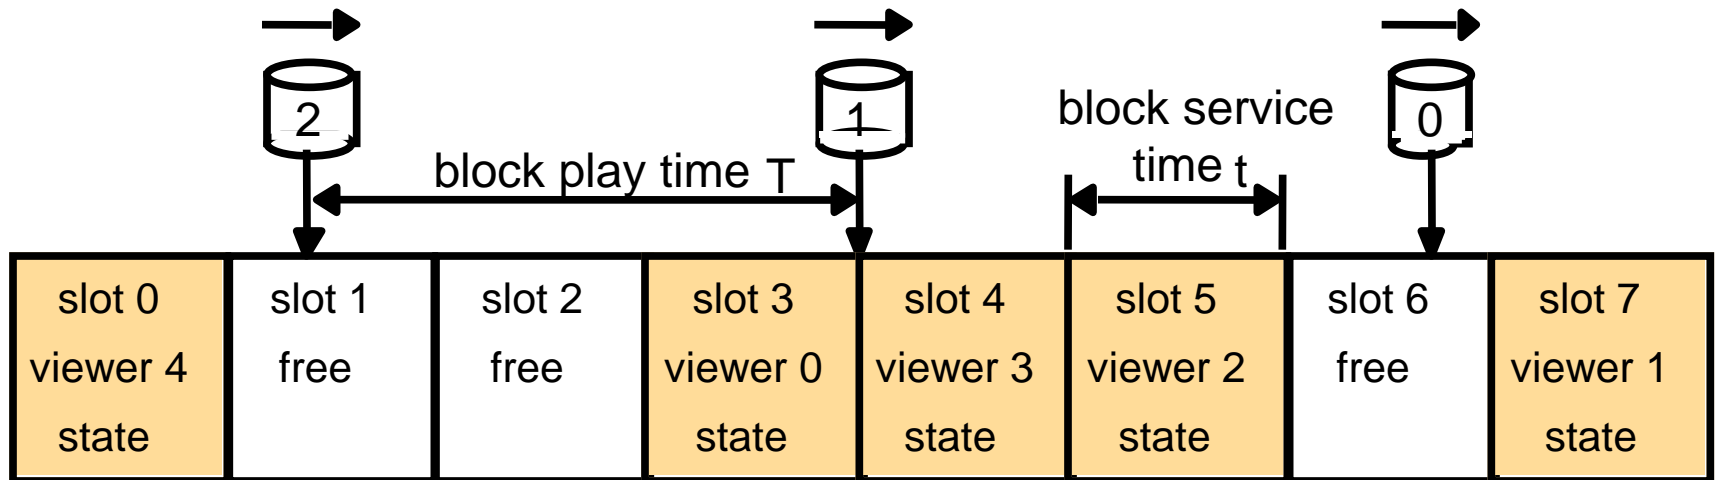 2
1
0
block service
time t
block play time T
slot 0
viewer 4
state
slot 1
free
slot 2
free
slot 3
viewer 0
state
slot 4
viewer 3
state
slot 5
viewer 2
state
slot 6
free
slot 7
viewer 1
state